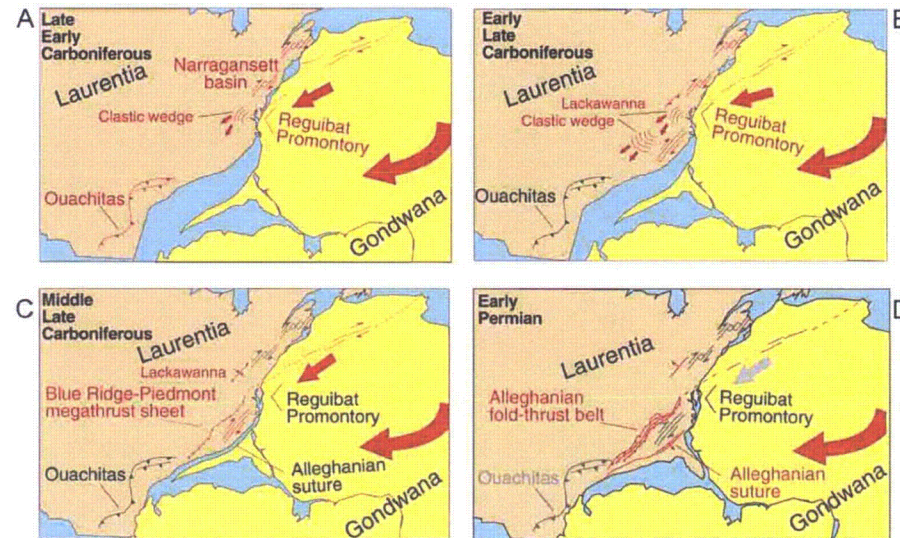 A
Late
Early
Carboniferous
Narragansett
basin
Laurentia
Clastic wedge
Reguibat
Promontory
Ouachitas
Gondwana
Early
Late
Carboniferous
Laurentia
Lackawanna
Clastic wedge
Reguibat
Promontory
Ouachitas
Gondwana
C
Middle
Late
Carboniferous
Laurentia
Lackawanna
Blue Ridge-Piedmont
megathrust sheet
Reguibat
Promontory
Ouachitas
Alleghanian
suture
Gondwana
D
Early
Permian
Laurentia
Alleghanian
fold-thrust belt
Reguibat
Promontory
Ouachitas
Alleghanian
suture
Gondwana